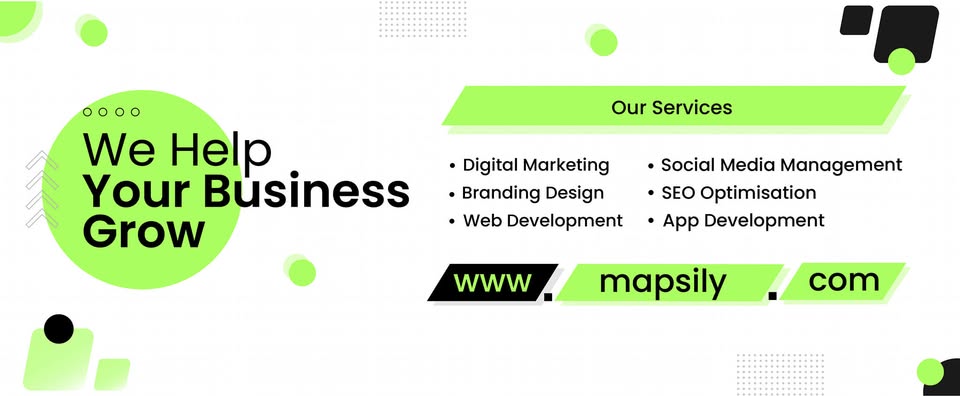 We Help
Your Business
Grow
Our Services
• Digital Marketing
• Branding Design
• Web Development
• Social Media Management
• SEO Optimisation
• App Development
www.mapsily.com